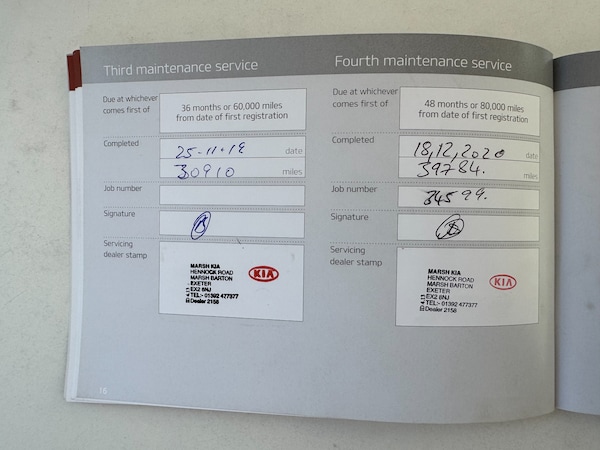 Third maintenance service
Due at whichever
comes first of
36 months or 60,000 miles
from date of first registration
Completed
25-11-19 date
30910 miles
Job number
Signature
Servicing
dealer stamp
MARSH KIA
HENNOCK ROAD
MARSH BARTON
EXETER
EX2 8NJ
TEL:- 01392 477377
Dealer 2158
KIA
16
Fourth maintenance service
Due at whichever
comes first of
48 months or 80,000 miles
from date of first registration
Completed
18,12,2020 date
39784. miles
Job number
34599.
Signature
Servicing
dealer stamp
MARSH KIA
HENNOCK ROAD
MARSH BARTON
EXETER
EX2 8NJ
TEL:- 01392 477377
Dealer 2158
KIA